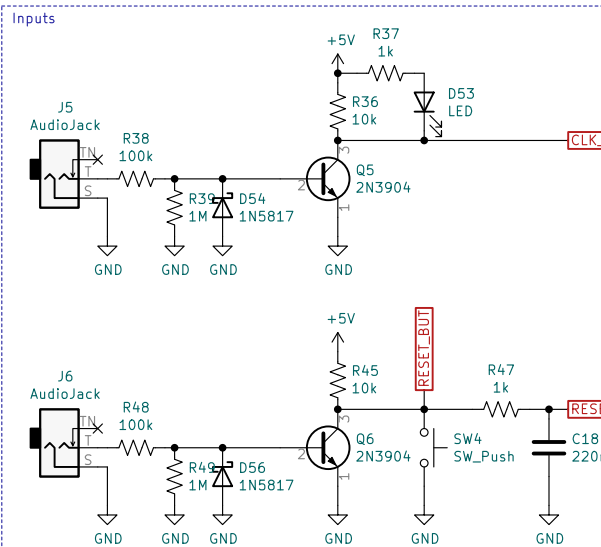 Inputs
+5V
R37
1k
D53
LED
R36
10k
J5
AudioJack
TN
T
S
R38
100k
CLK_
3
Q5
2N3904
2
1
R39
1M
D54
1N5817
GND
GND
GND
GND
+5V
RESET_BUT
R45
10k
R47
1k
J6
AudioJack
TN
T
S
R48
100k
RESE
3
Q6
2N3904
2
1
SW4
SW_Push
C18
220n
R49
1M
D56
1N5817
GND
GND
GND
GND
GND
GND